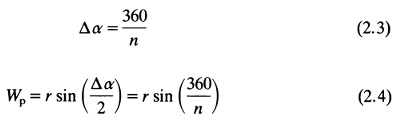 Δα = 360/n (2.3)
W_p = r sin (Δα/2) = r sin (360/n) (2.4)